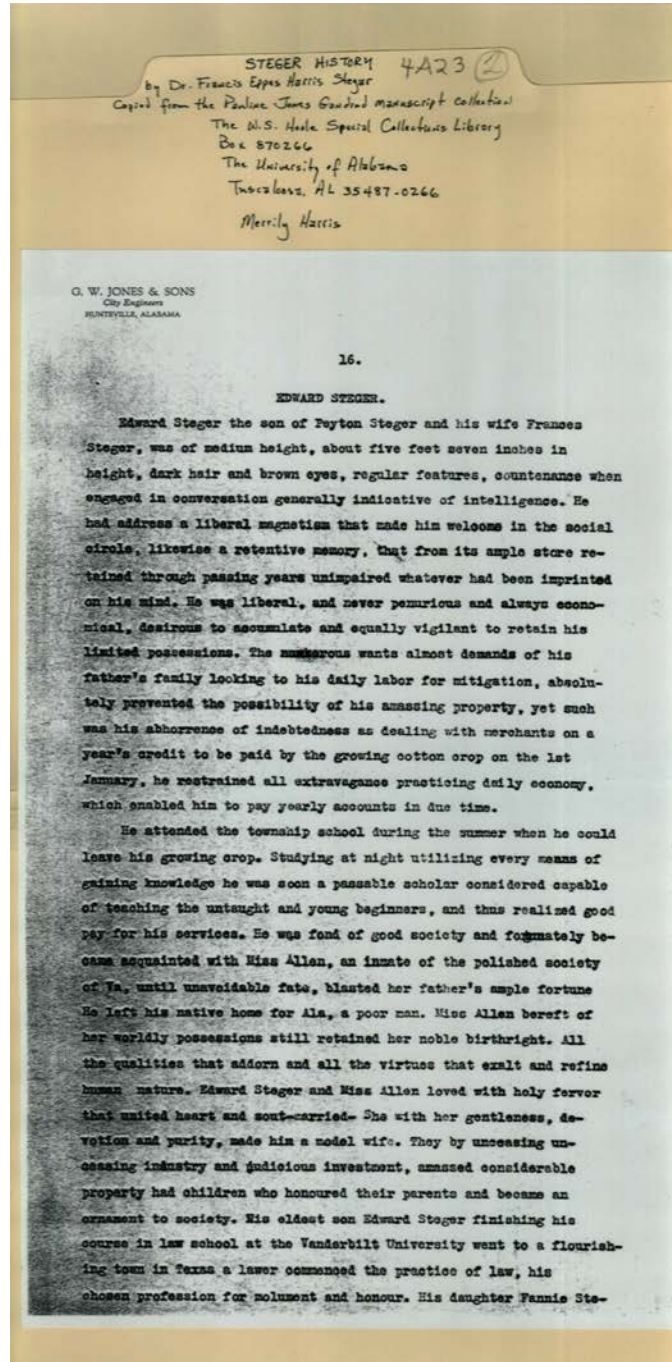 STEGER HISTORY 4A23 (2)
by Dr. Francis Eppes Harris Steger
Copied from the Pauline Jones Gandrud manuscript collection
The W.S. Hoole Special Collections Library
Box 870266
The University of Alabama
Tuscaloosa, AL 35487-0266
Merrily Harris
G. W. JONES & SONS
City Engineers
HUNTSVILLE, ALABAMA
16.
EDWARD STEGER.
Edward Steger the son of Peyton Steger and his wife Frances
Steger, was of medium height, about five feet seven inches in
height, dark hair and brown eyes, regular features, countenance when
engaged in conversation generally indicative of intelligence. He
had address a liberal magnetism that made him welcome in the social
circle, likewise a retentive memory, that from its ample store re-
tained through passing years unimpaired whatever had been imprinted
on his mind. He was liberal, and never penurious and always econo-
mical, desirous to accumulate and equally vigilant to retain his
limited possessions. The numerous wants almost demands of his
father's family looking to his daily labor for mitigation, absolu-
tely prevented the possibility of his amassing property, yet such
was his abhorrence of indebtedness as dealing with merchants on a
year's credit to be paid by the growing cotton crop on the 1st
January, he restrained all extravagance practicing daily economy,
which enabled him to pay yearly accounts in due time.
He attended the township school during the summer when he could
leave his growing crop. Studying at night utilizing every means of
gaining knowledge he was soon a passable scholar considered capable
of teaching the untaught and young beginners, and thus realized good
pay for his services. He was fond of good society and fortunately be-
came acquainted with Miss Allen, an inmate of the polished society
of Va, until unavoidable fate, blasted her father's ample fortune
He left his native home for Ala, a poor man. Miss Allen bereft of
her worldly possessions still retained her noble birthright. All
the qualities that addorn and all the virtues that exalt and refine
human nature. Edward Steger and Miss Allen loved with holy fervor
that united heart and sout-carried- She with her gentleness, de-
votion and purity, made him a model wife. They by unceasing un-
ceasing industry and judicious investment, amassed considerable
property had children who honoured their parents and became an
ornament to society. His eldest son Edward Steger finishing his
course in law school at the Vanderbilt University went to a flourish-
ing town in Texas a lawer commenced the practice of law, his
chosen profession for molument and honour. His daughter Fannie Ste-